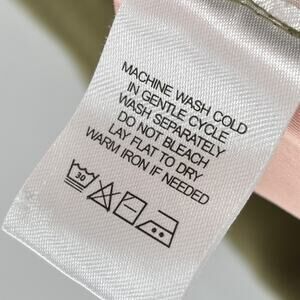 MACHINE WASH COLD
IN GENTLE CYCLE
WASH SEPARATELY
DO NOT BLEACH
LAY FLAT TO DRY
WARM IRON IF NEEDED
30